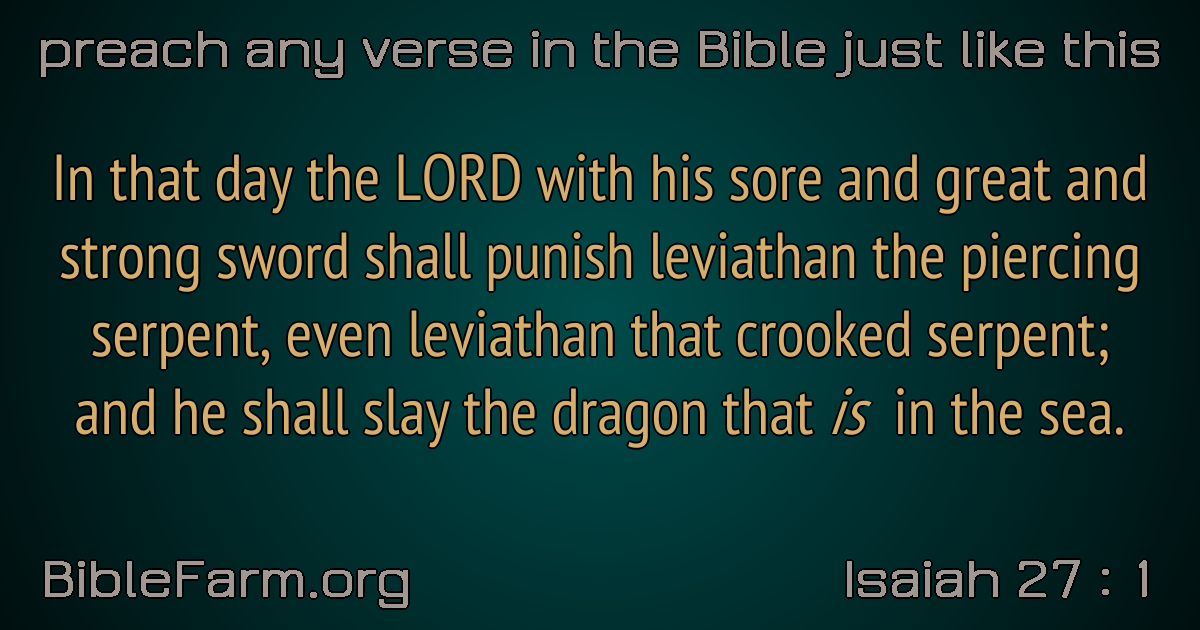 preach any verse in the Bible just like this
In that day the LORD with his sore and great and
strong sword shall punish leviathan the piercing
serpent, even leviathan that crooked serpent;
and he shall slay the dragon that is in the sea.
BibleFarm.org
Isaiah 27 : 1